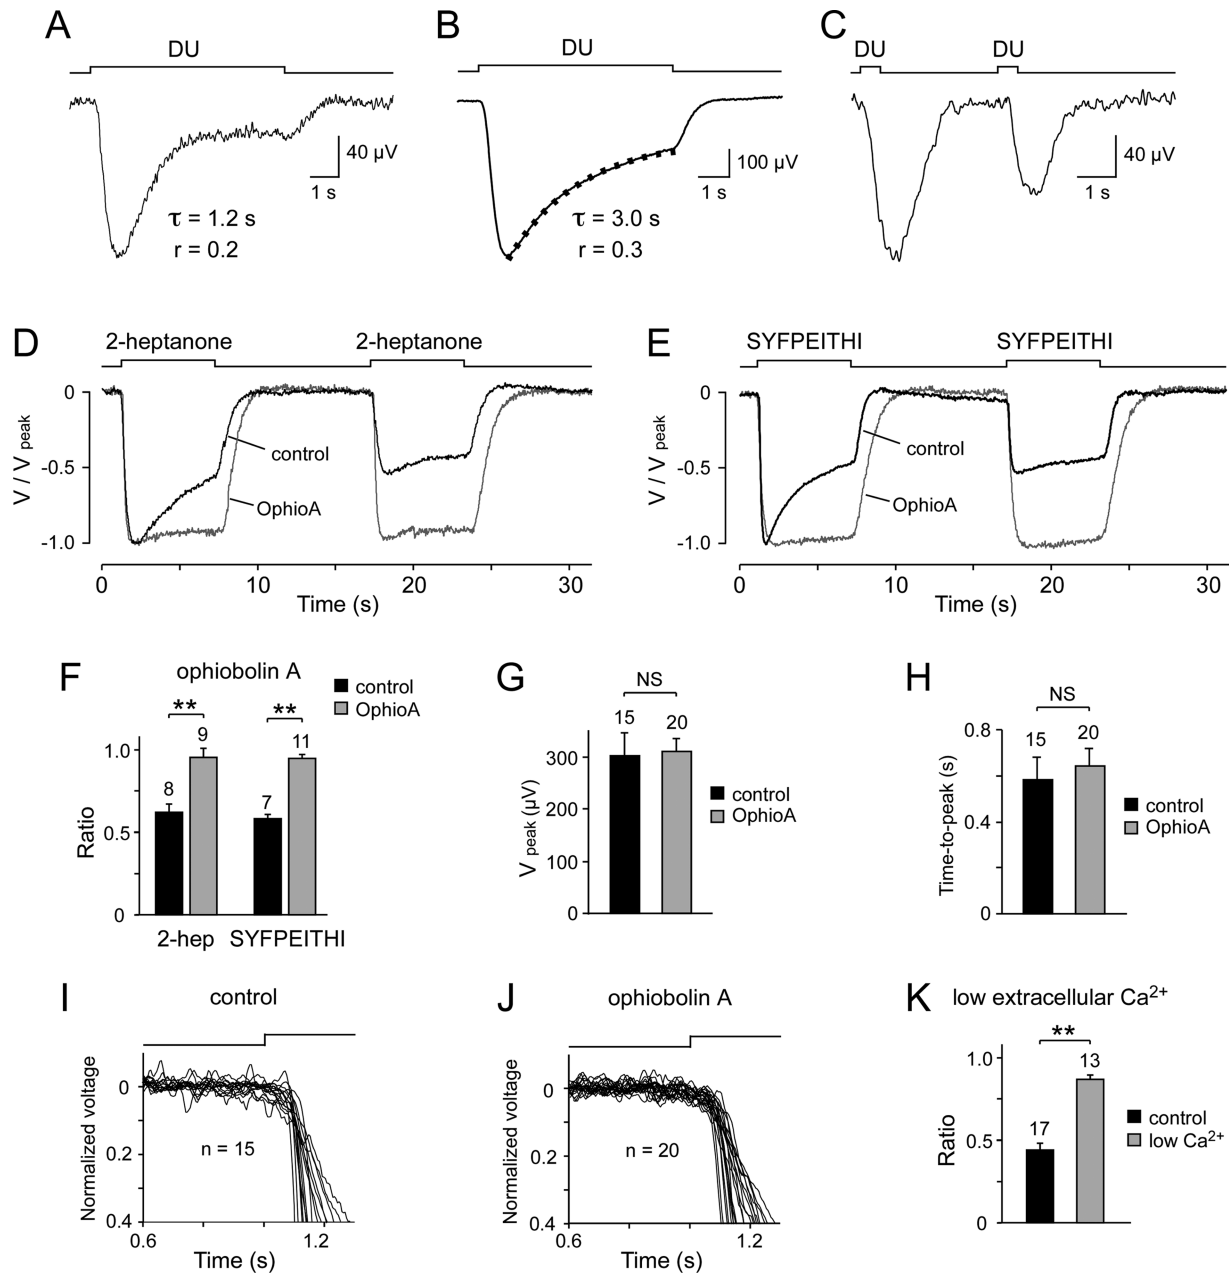 A
DU
40 µV
1 s
τ = 1.2 s
r = 0.2
B
DU
100 µV
1 s
τ = 3.0 s
r = 0.3
C
DU DU
40 µV
1 s
D
2-heptanone 2-heptanone
V / V peak
0
-0.5
-1.0
control
OphioA
0 10 20 30
Time (s)
E
SYFPEITHI SYFPEITHI
V / V peak
0
-0.5
-1.0
control
OphioA
0 10 20 30
Time (s)
F
ophiobolin A
control
OphioA
** **
8 9 7 11
Ratio
1.0
0.5
0
2-hep SYFPEITHI
G
NS
15 20
V peak (µV)
300
200
100
0
control
OphioA
H
NS
15 20
Time-to-peak (s)
0.8
0.4
0
control
OphioA
I
control
Normalized voltage
0
0.2
0.4
n = 15
0.6 1.2
Time (s)
J
ophiobolin A
Normalized voltage
0
0.2
0.4
n = 20
0.6 1.2
Time (s)
K
low extracellular Ca2+
**
17 13
Ratio
1.0
0.5
0
control
low Ca2+